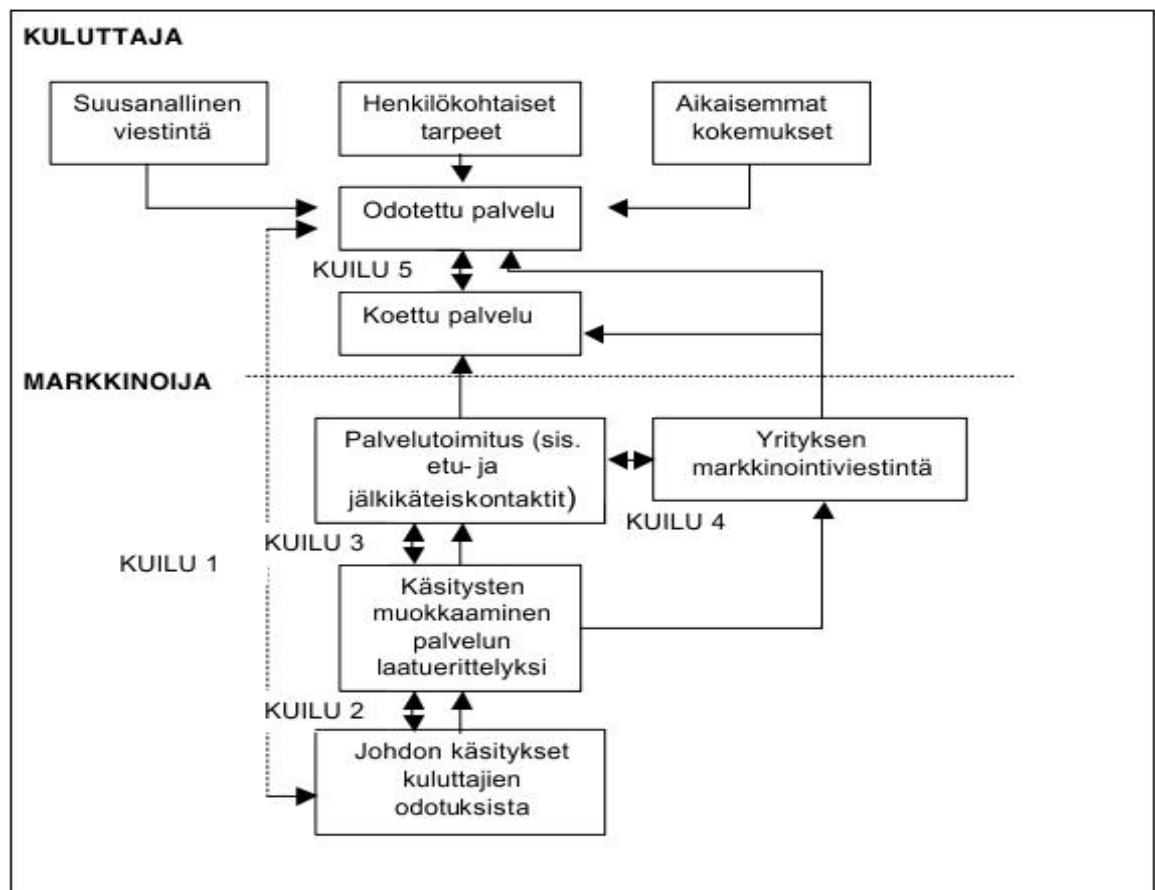 KULUTTAJA
Suusanallinen
viestintä
Henkilökohtaiset
tarpeet
Aikaisemmat
kokemukset
Odotettu palvelu
KUILU 5
Koettu palvelu
MARKKINOIJA
Palvelutoimitus (sis.
etu- ja
jälkikäteiskontaktit)
Yrityksen
markkinointiviestintä
KUILU 4
KUILU 3
KUILU 1
Käsitysten
muokkaaminen
palvelun
laatuerittelyksi
KUILU 2
Johdon käsitykset
kuluttajien
odotuksista